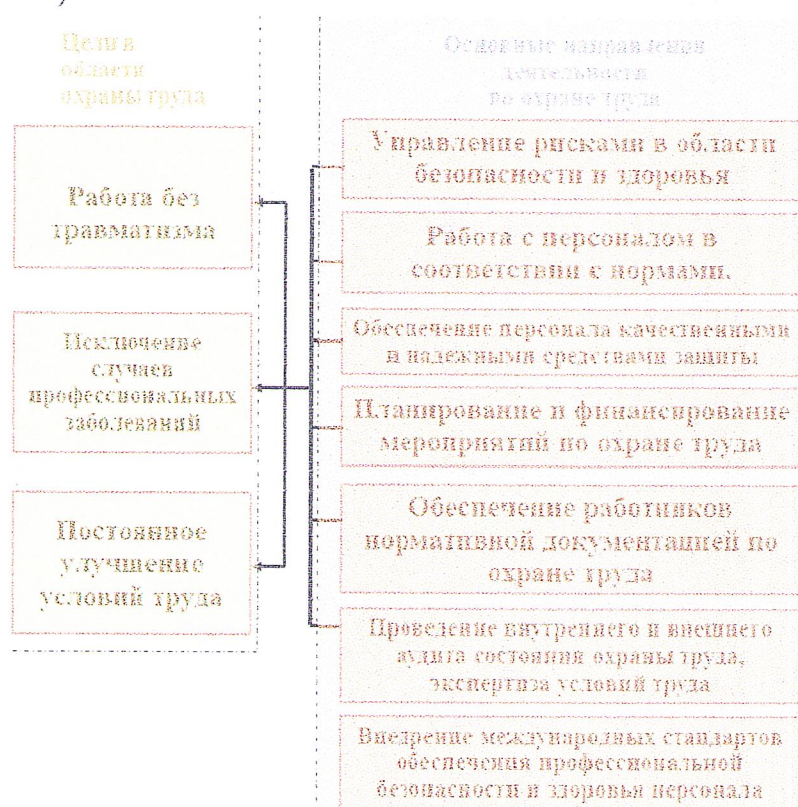 Цели в
области
охраны труда
Работа без
травматизма
Исключение
случаев
профессиональных
заболеваний
Постоянное
улучшение
условий труда
Основные направления
деятельности
по охране труда
Управление рисками в области
безопасности и здоровья
Работа с персоналом в
соответствии с нормами.
Обеспечение персонала качественными
и надежными средствами защиты
Планирование и финансирование
мероприятий по охране труда
Обеспечение работников
нормативной документацией по
охране труда
Проведение внутреннего и внешнего
аудита состояния охраны труда,
экспертиза условий труда
Внедрение международных стандартов
обеспечения профессиональной
безопасности и здоровья персонала